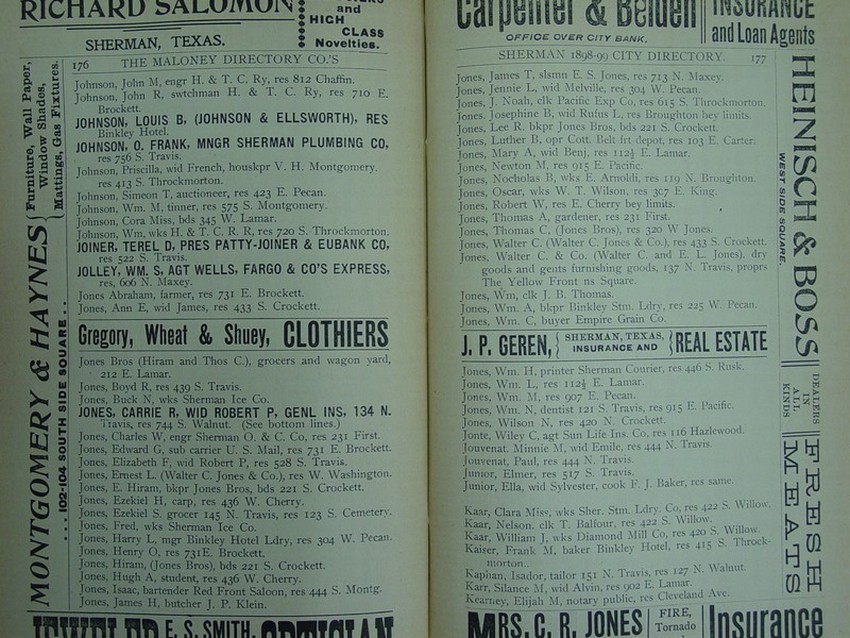 RICHARD SALOMON
and
HIGH
CLASS
Novelties.
SHERMAN, TEXAS.
176 THE MALONEY DIRECTORY CO.'S
Johnson, John M, engr H. & T. C. Ry, res 812 Chaffin.
Johnson, John R, swtchman H. & T. C. Ry, res 710 E.
Brockett.
JOHNSON, LOUIS B, (JOHNSON & ELLSWORTH), RES
Binkley Hotel.
JOHNSON, O. FRANK, MNGR SHERMAN PLUMBING CO,
res 756 S. Travis.
Johnson, Priscilla, wid French, houskpr V. H. Montgomery.
res 413 S. Throckmorton.
Johnson, Simeon T, auctioneer, res 423 E. Pecan.
Johnson, Wm. M, tinner, res 575 S. Montgomery.
Johnson, Cora Miss, bds 345 W. Lamar.
Johnson, Wm, wks H. & T. C. R R, res 720 S. Throckmorton.
JOINER, TEREL D, PRES PATTY-JOINER & EUBANK CO,
res 522 S. Travis.
JOLLEY, WM. S, AGT WELLS, FARGO & CO'S EXPRESS,
res, 606 N. Maxey.
Jones Abraham, farmer, res 731 E. Brockett.
Jones, Ann E, wid James, res 433 S. Crockett.
Gregory, Wheat & Shuey, CLOTHIERS
Jones Bros (Hiram and Thos C.), grocers and wagon yard,
212 E. Lamar.
Jones, Boyd R, res 439 S. Travis.
Jones, Buck N, wks Sherman Ice Co.
JONES, CARRIE R, WID ROBERT P, GENL INS, 134 N.
Travis, res 744 S. Walnut. (See bottom lines.)
Jones, Charles W, engr Sherman O. & C. Co, res 231 First.
Jones, Edward G, sub carrier U. S. Mail, res 731 E. Brockett.
Jones, Elizabeth F, wid Robert P, res 528 S. Travis.
Jones, Ernest L. (Walter C. Jones & Co.), res W. Washington.
Jones, E. Hiram, bkpr Jones Bros, bds 221 S. Crockett.
Jones, Ezekiel H, carp, res 436 W. Cherry.
Jones, Ezekiel S. grocer 145 N. Travis, res 123 S. Cemetery.
Jones, Fred, wks Sherman Ice Co.
Jones, Harry L, mgr Binkley Hotel Ldry, res 304 W. Pecan.
Jones, Henry O, res 731E. Brockett.
Jones, Hiram, (Jones Bros), bds 221 S. Crockett.
Jones, Hugh A, student, res 436 W. Cherry.
Jones, Isaac, bartender Red Front Saloon, res 444 S. Montg.
Jones, James H, butcher J. P. Klein.
JEWELER E. S. SMITH, OPTICIAN
MONTGOMERY & HAYNES
Furniture, Wall Paper,
Window Shades,
Mattings, Gas Fixtures.
...102-104 SOUTH SIDE SQUARE..
Carpenter & Belden
OFFICE OVER CITY BANK.
INSURANCE
and Loan Agents
SHERMAN 1898-99 CITY DIRECTORY. 177
Jones, James T, slsmn E. S. Jones, res 713 N. Maxey.
Jones, Jennie L, wid Melville, res 304 W. Pecan.
Jones, J. Noah, clk Pacific Exp Co, res 615 S. Throckmorton.
Jones. Josephine B, wid Rufus L, res Broughton bey limits.
Jones, Lee R. bkpr Jones Bros, bds 221 S. Crockett.
Jones, Luther B, opr Cott. Belt frt depot, res 103 E. Carter.
Jones, Mary A, wid Benj, res 112½ E. Lamar.
Jones, Newton M, res 915 E. Pacific.
Jones, Nocholas B, wks E. Arnoldi, res 119 N. Broughton.
Jones, Oscar, wks W. T. Wilson, res 307 E. King.
Jones, Robert W, res E. Cherry bey limits.
Jones, Thomas A, gardener, res 231 First.
Jones, Thomas C, (Jones Bros), res 320 W Jones.
Jones, Walter C. (Walter C. Jones & Co.), res 433 S. Crockett.
Jones, Walter C. & Co. (Walter C. and E. L. Jones). dry
goods and gents furnishing goods, 137 N. Travis, proprs
The Yellow Front ns Square.
Jones, Wm, clk J. B. Thomas.
Jones, Wm. A, bkpr Binkley Stm. Ldry, res 225 W. Pecan.
Jones, Wm. C, buyer Empire Grain Co.
J. P. GEREN, SHERMAN, TEXAS, INSURANCE AND REAL ESTATE
Jones, Wm. H, printer Sherman Courier, res 446 S. Rusk.
Jones, Wm. L, res 112½ E. Lamar.
Jones, Wm. M, res 907 E. Pecan.
Jones, Wm. N, dentist 121 S. Travis, res 915 E. Pacific.
Jones, Wilson N, res 420 N. Crockett.
Jonte, Wiley C, agt Sun Life Ins. Co, res 116 Hazlewood.
Jouvenat. Minnie M, wid Emile, res 444 N. Travis.
Jouvenat, Paul, res 444 N. Travis.
Junior, Elmer, res 517 S. Travis.
Junior, Ella, wid Sylvester, cook F. J. Baker, res same.
Kaar, Clara Miss, wks Sher. Stm. Ldry. Co, res 422 S. Willow.
Kaar, Nelson. clk T. Balfour, res 422 S. Willow.
Kaar, William J, wks Diamond Mill Co, res 420 S. Willow.
Kaiser, Frank M, baker Binkley Hotel, res 415 S. Throck-
morton..
Kaphan, Isador, tailor 151 N. Travis, res 127 N. Walnut.
Karr, Silance M, wid Alvin, res 902 E. Lamar.
Kearney, Elijah M, notary public, res Cleveland Ave.
MRS. C. R. JONES FIRE, Tornado Insurance
HEINISCH & BOSS
WEST SIDE SQUARE.
DEALERS
IN
ALL
KINDS
FRESH
MEATS